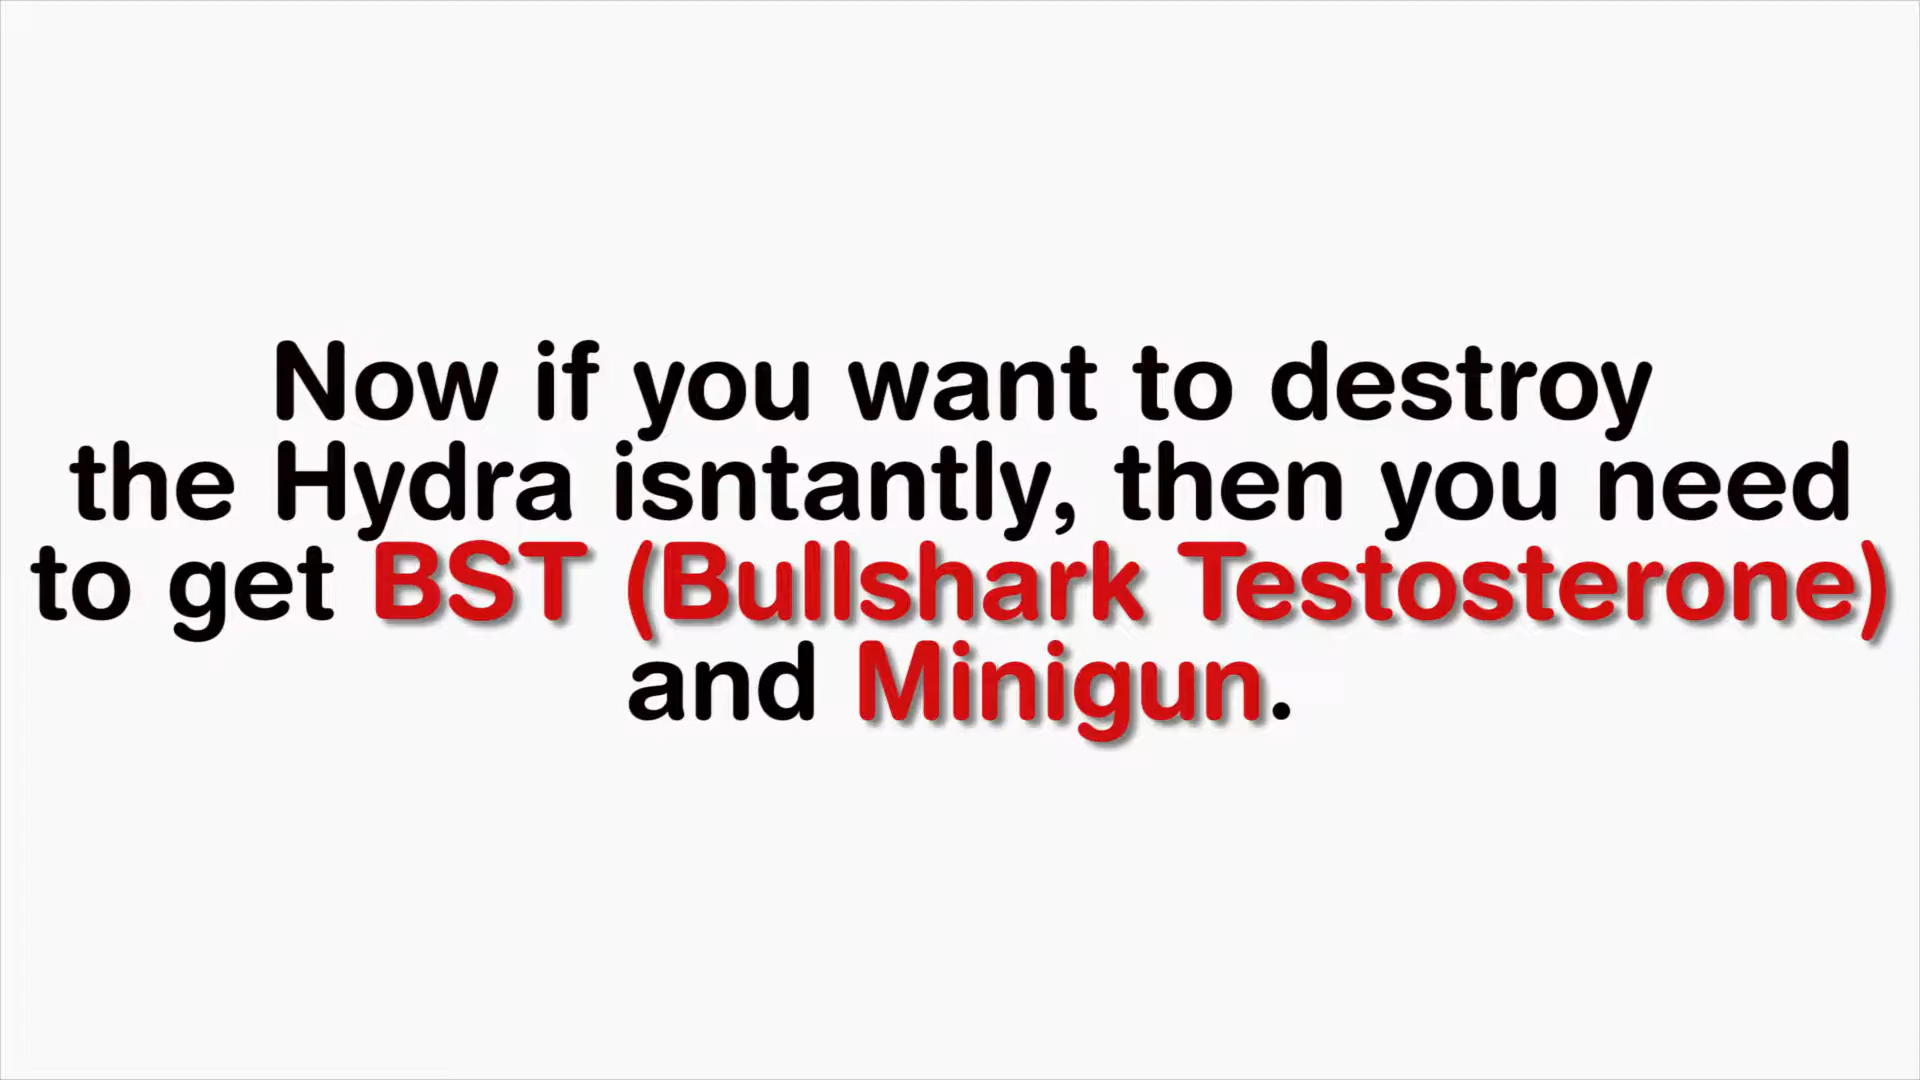 Now if you want to destroy
the Hydra isntantly, then you need
to get BST (Bullshark Testosterone)
and Minigun.